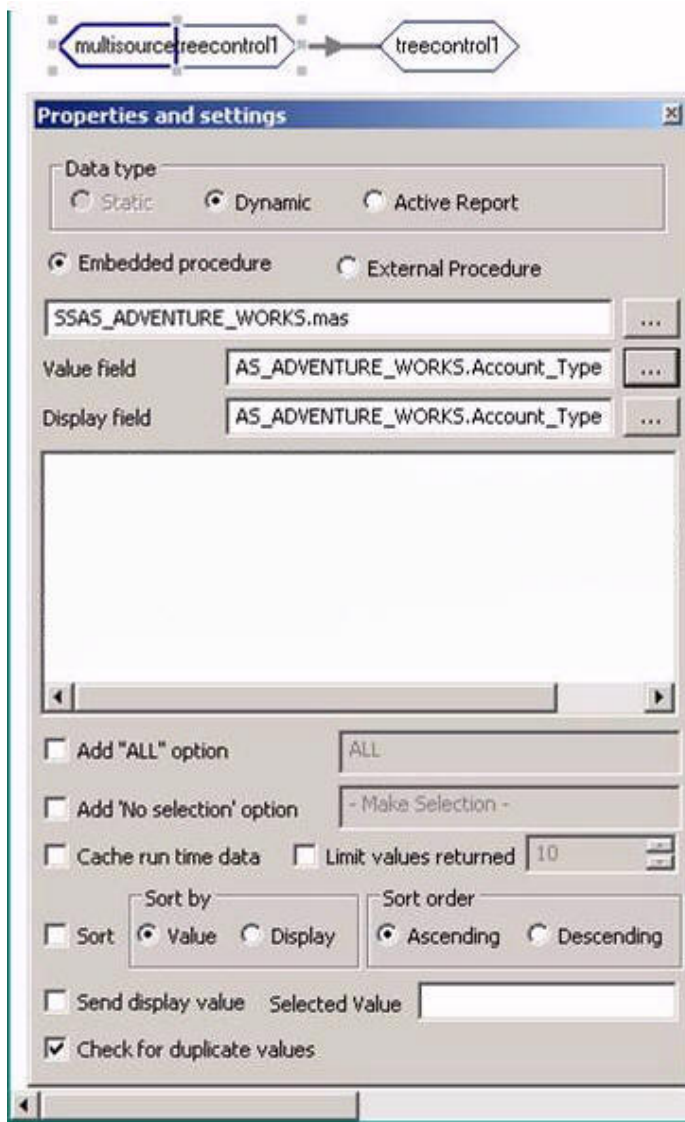 multisourcetreecontrol1 treecontrol1
Properties and settings
Data type
Static Dynamic Active Report
Embedded procedure External Procedure
SSAS_ADVENTURE_WORKS.mas ...
Value field AS_ADVENTURE_WORKS.Account_Type ...
Display field AS_ADVENTURE_WORKS.Account_Type ...
Add "ALL" option ALL
Add 'No selection' option - Make Selection -
Cache run time data Limit values returned 10
Sort by Sort order
Sort Value Display Ascending Descending
Send display value Selected Value
Check for duplicate values